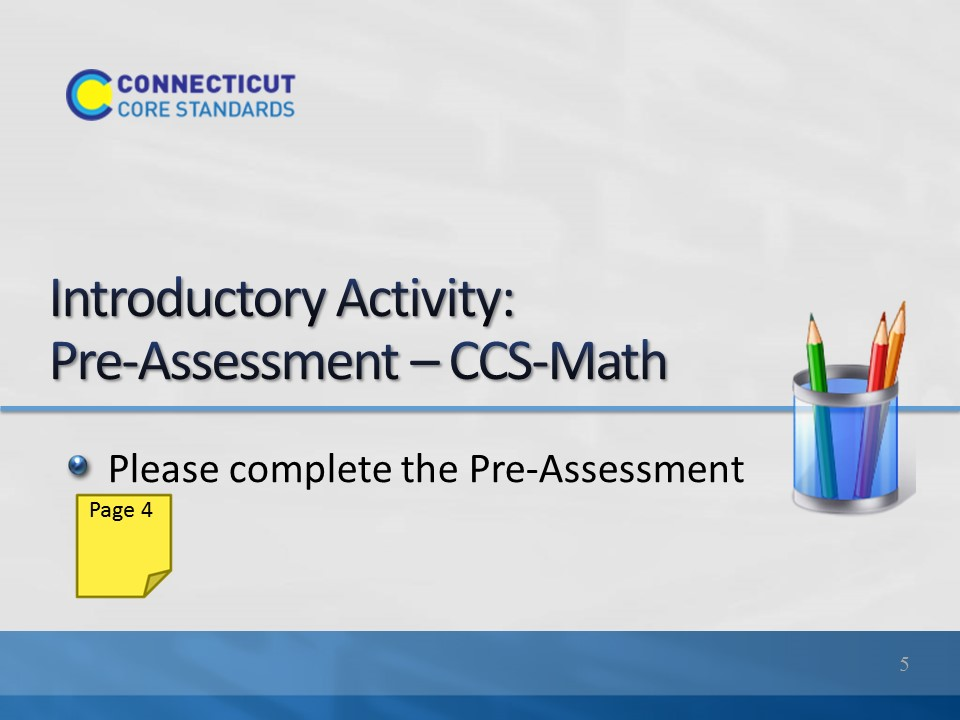 CONNECTICUT
CORE STANDARDS
Introductory Activity:
Pre-Assessment – CCS-Math
Please complete the Pre-Assessment
Page 4
5